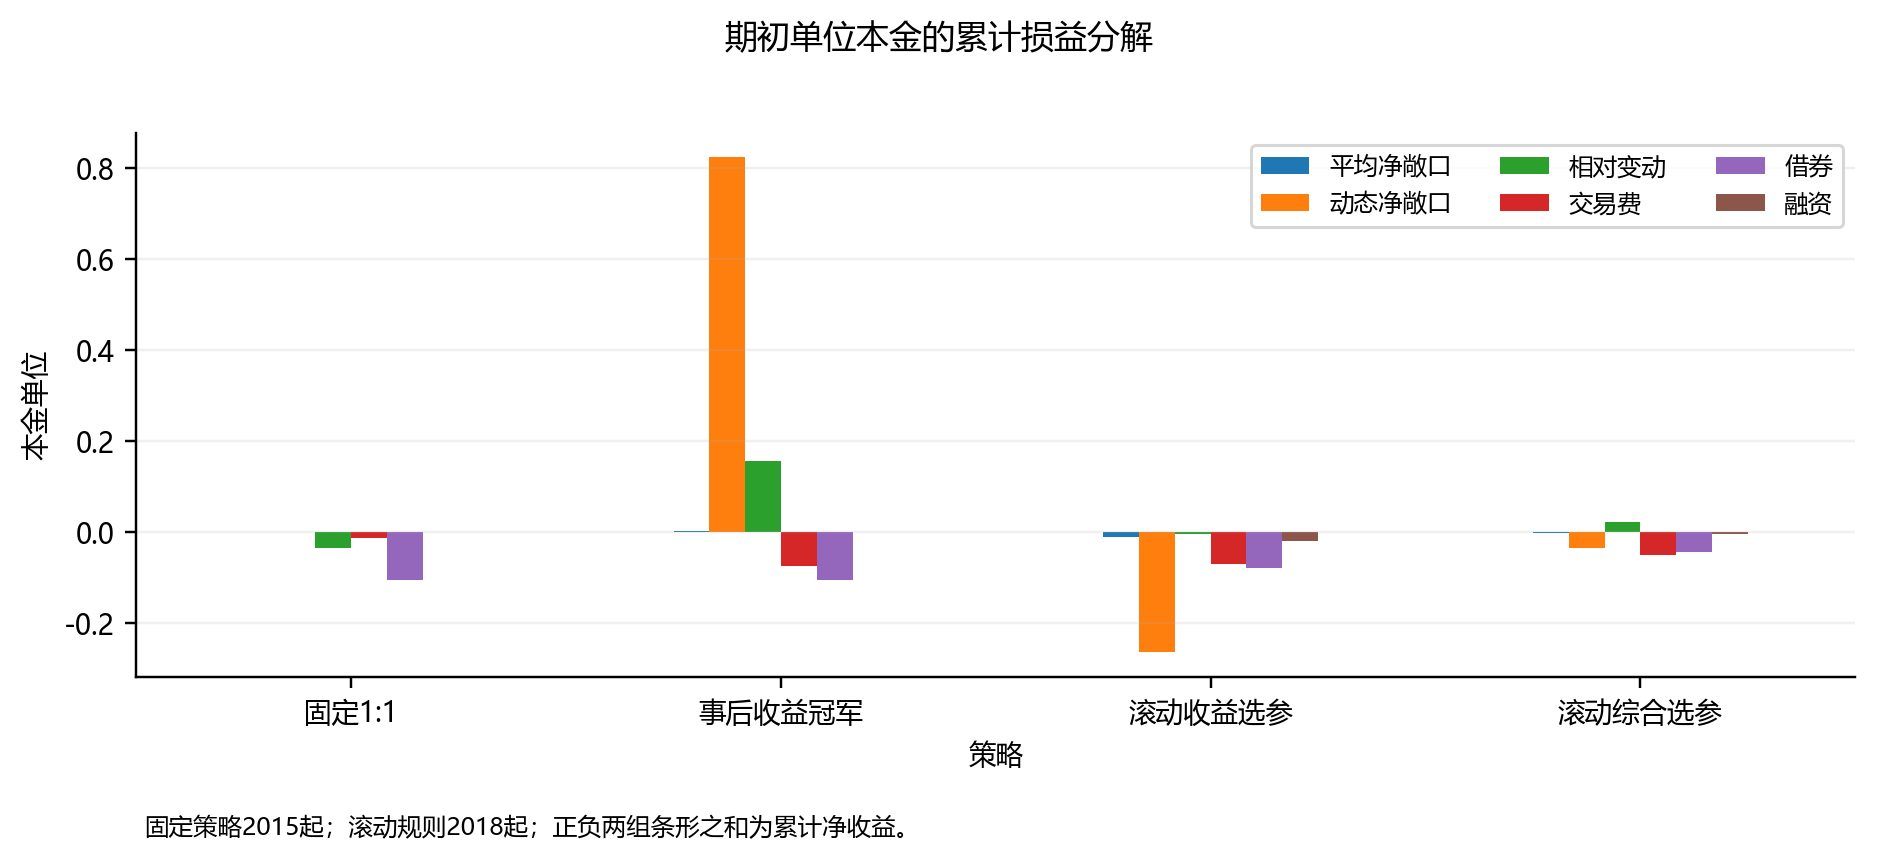 期初单位本金的累计损益分解
平均净敞口 相对变动 借券
动态净敞口 交易费 融资
0.8
0.6
0.4
0.2
0.0
-0.2
本金单位
固定1:1 事后收益冠军 滚动收益选参 滚动综合选参
策略
固定策略2015起；滚动规则2018起；正负两组条形之和为累计净收益。